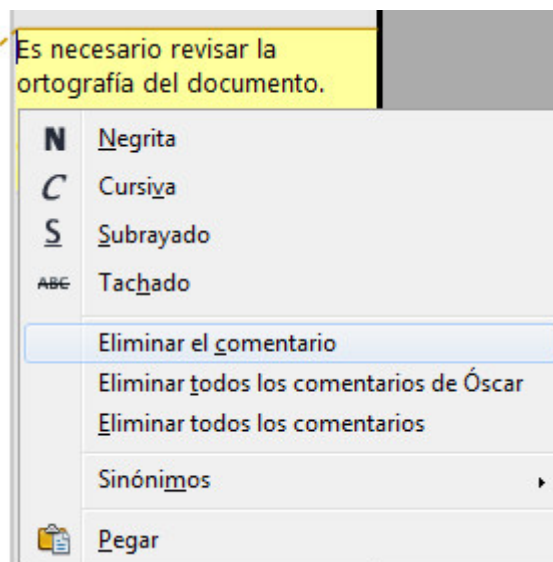 Es necesario revisar la
ortografía del documento.
N Negrita
C Cursiva
S Subrayado
ABC Tachado
Eliminar el comentario
Eliminar todos los comentarios de Óscar
Eliminar todos los comentarios
Sinónimos
Pegar